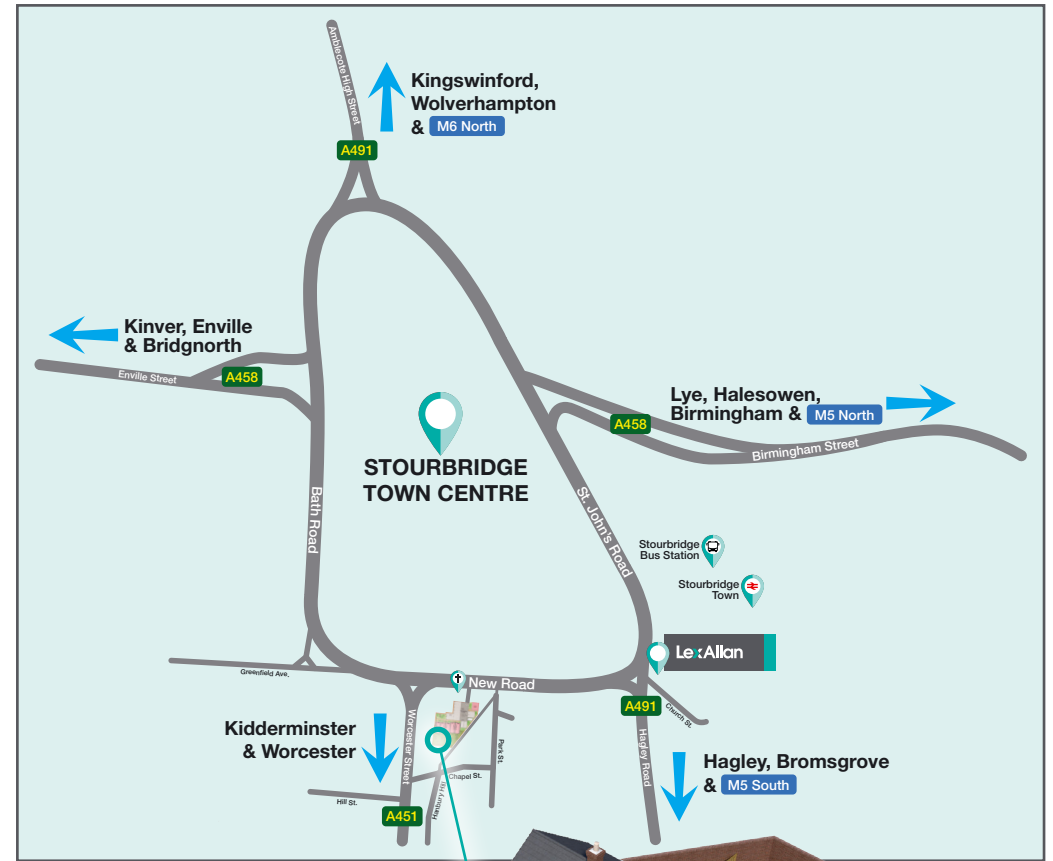 Amblecote High Street
Kingswinford,
Wolverhampton
& M6 North
A491
Kinver, Enville
& Bridgnorth
Enville Street
A458
Lye, Halesowen,
Birmingham & M5 North
A458
Birmingham Street
STOURBRIDGE
TOWN CENTRE
Bath Road
St. John's Road
Stourbridge
Bus Station
Stourbridge
Town
LexAllan
Greenfield Ave.
New Road
A491
Church St.
Kidderminster
& Worcester
Worcester Street
Park St.
Hagley Road
Hagley, Bromsgrove
& M5 South
Chapel St.
Hanbury Hill
Hill St.
A451